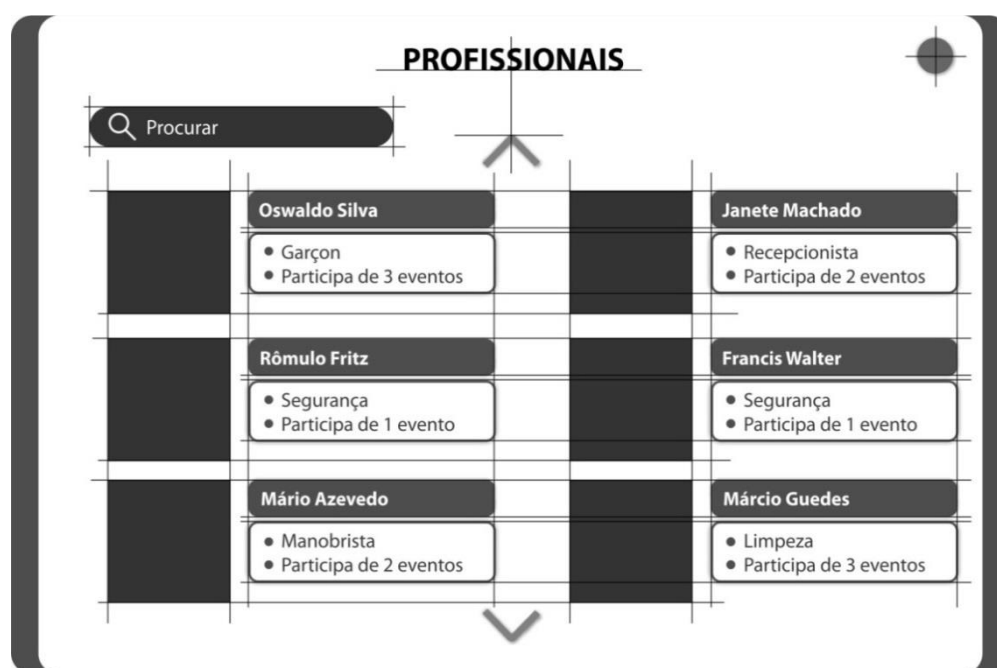 PROFISSIONAIS
Procurar
Oswaldo Silva
• Garçon
• Participa de 3 eventos
Janete Machado
• Recepcionista
• Participa de 2 eventos
Rômulo Fritz
• Segurança
• Participa de 1 evento
Francis Walter
• Segurança
• Participa de 1 evento
Mário Azevedo
• Manobrista
• Participa de 2 eventos
Márcio Guedes
• Limpeza
• Participa de 3 eventos